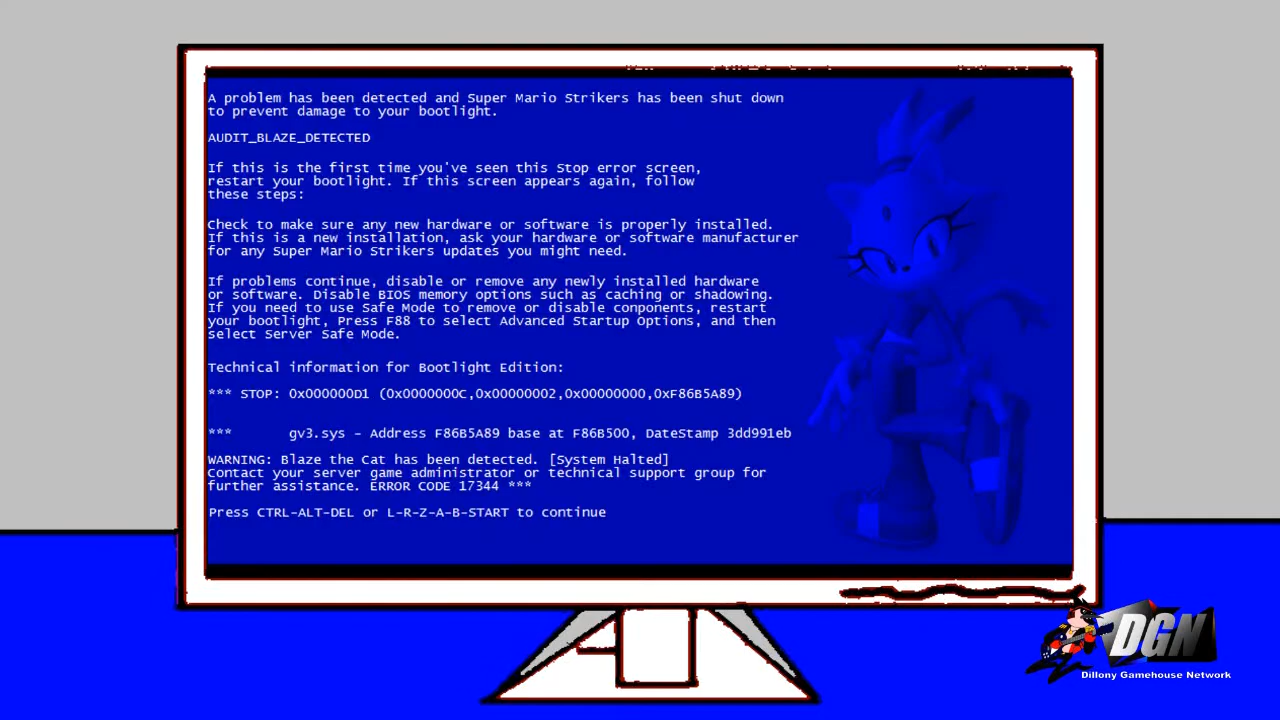 A problem has been detected and Super Mario Strikers has been shut down
to prevent damage to your bootlight.
AUDIT_BLAZE_DETECTED
If this is the first time you've seen this Stop error screen,
restart your bootlight. If this screen appears again, follow
these steps:
Check to make sure any new hardware or software is properly installed.
If this is a new installation, ask your hardware or software manufacturer
for any Super Mario Strikers updates you might need.
If problems continue, disable or remove any newly installed hardware
or software. Disable BIOS memory options such as caching or shadowing.
If you need to use Safe Mode to remove or disable conponents, restart
your bootlight, Press F88 to select Advanced Startup Options, and then
select Server Safe Mode.
Technical information for Bootlight Edition:
*** STOP: 0x000000D1 (0x0000000C,0x00000002,0x00000000,0xF86B5A89)
*** gv3.sys - Address F86B5A89 base at F86B500, DateStamp 3dd991eb
WARNING: Blaze the Cat has been detected. [System Halted]
Contact your server game administrator or technical support group for
further assistance. ERROR CODE 17344 ***
Press CTRL-ALT-DEL or L-R-Z-A-B-START to continue
DGN
Dillony Gamehouse Network